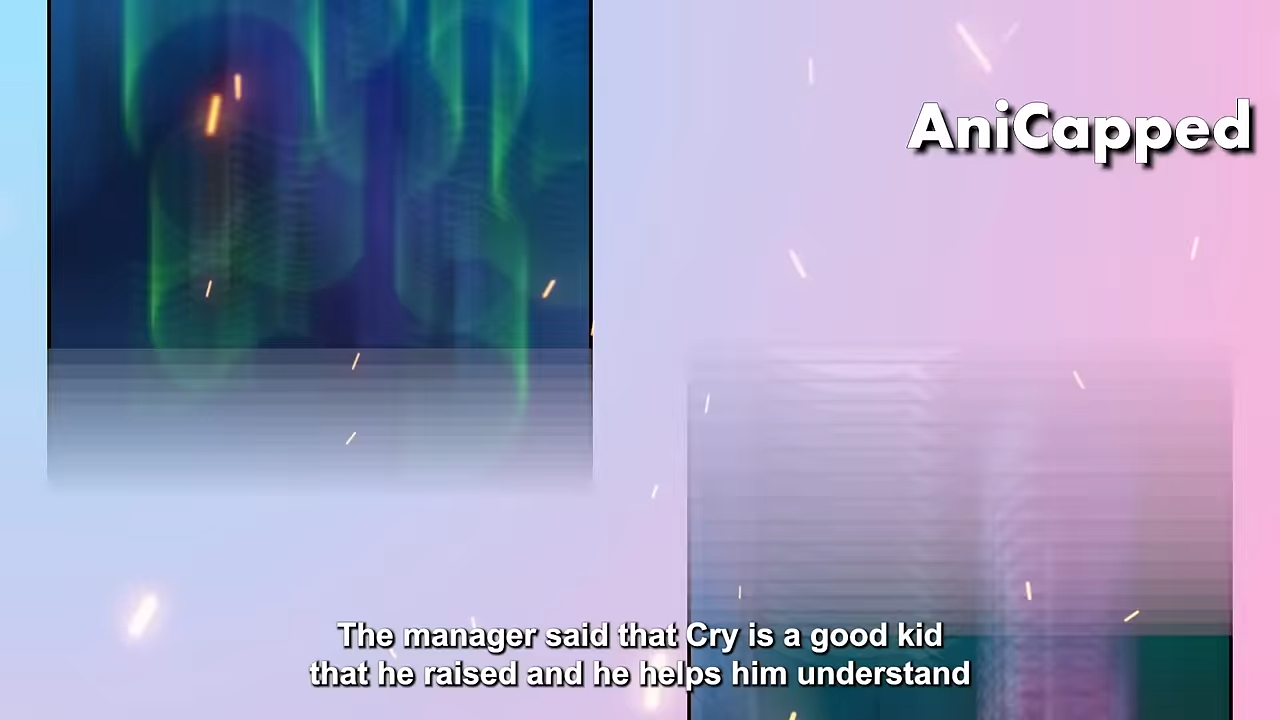 AniCapped
The manager said that Cry is a good kid
that he raised and he helps him understand